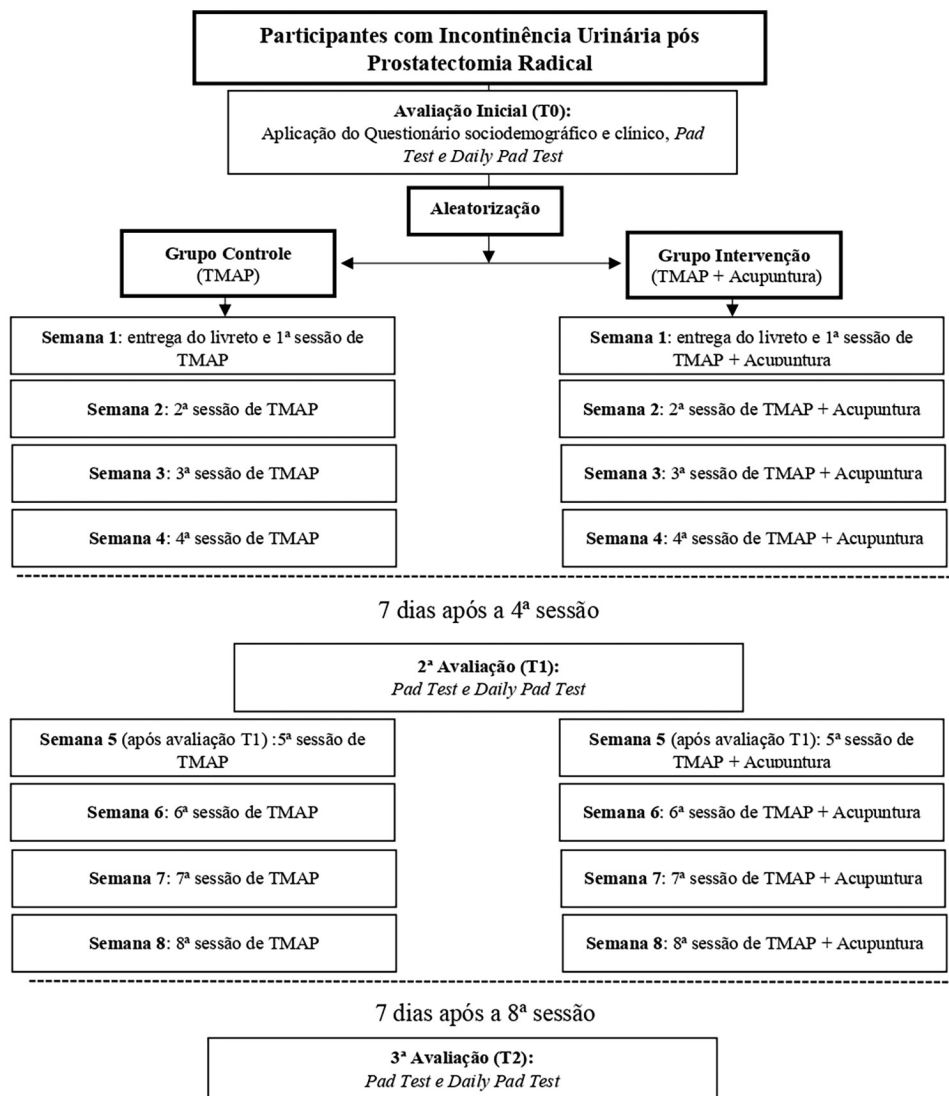 Participantes com Incontinência Urinária pós
Prostatectomia Radical
Avaliação Inicial (T0):
Aplicação do Questionário sociodemográfico e clínico, Pad
Test e Daily Pad Test
Aleatorização
Grupo Controle
(TMAP)
Grupo Intervenção
(TMAP + Acupuntura)
Semana 1: entrega do livreto e 1ª sessão de
TMAP
Semana 1: entrega do livreto e 1ª sessão de
TMAP + Acupuntura
Semana 2: 2ª sessão de TMAP
Semana 2: 2ª sessão de TMAP + Acupuntura
Semana 3: 3ª sessão de TMAP
Semana 3: 3ª sessão de TMAP + Acupuntura
Semana 4: 4ª sessão de TMAP
Semana 4: 4ª sessão de TMAP + Acupuntura
7 dias após a 4ª sessão
2ª Avaliação (T1):
Pad Test e Daily Pad Test
Semana 5 (após avaliação T1) :5ª sessão de
TMAP
Semana 5 (após avaliação T1): 5ª sessão de
TMAP + Acupuntura
Semana 6: 6ª sessão de TMAP
Semana 6: 6ª sessão de TMAP + Acupuntura
Semana 7: 7ª sessão de TMAP
Semana 7: 7ª sessão de TMAP + Acupuntura
Semana 8: 8ª sessão de TMAP
Semana 8: 8ª sessão de TMAP + Acupuntura
7 dias após a 8ª sessão
3ª Avaliação (T2):
Pad Test e Daily Pad Test